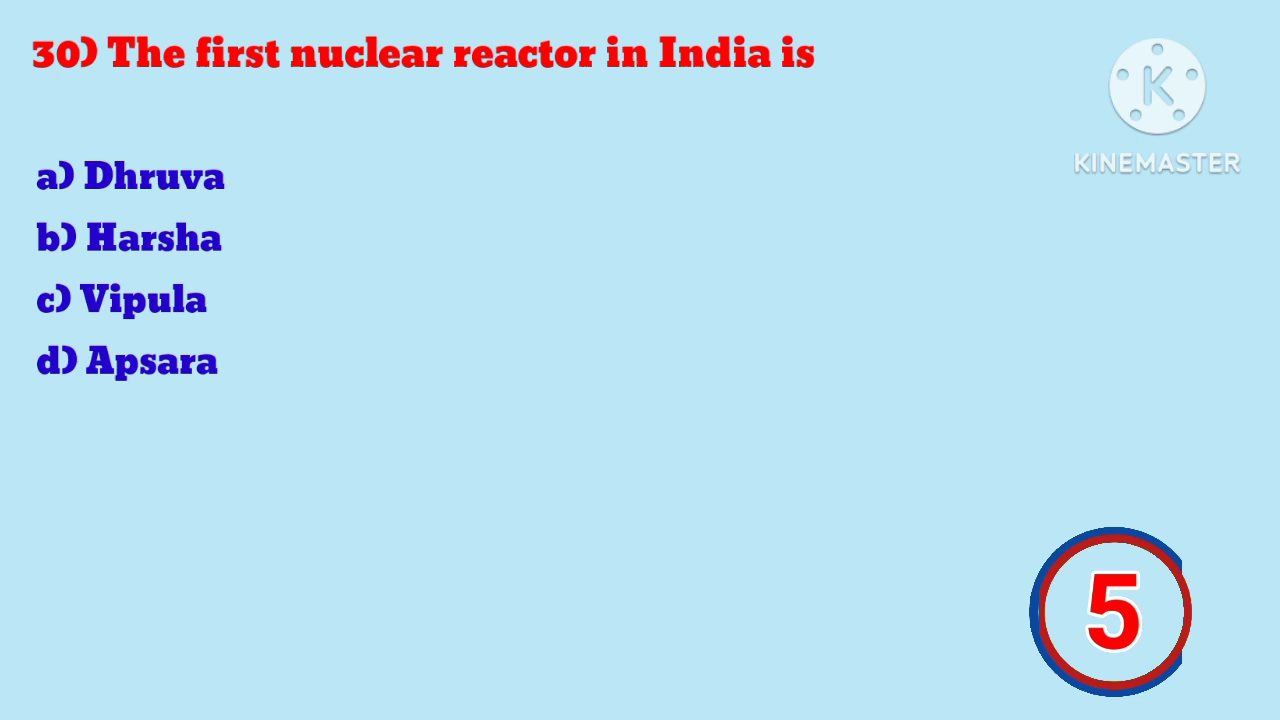 30) The first nuclear reactor in India is
K
KINEMASTER
a) Dhruva
b) Harsha
c) Vipula
d) Apsara
5